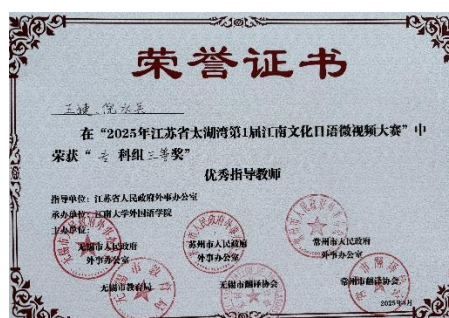 荣誉证书
王婕、倪永吴
在“2025年江苏省太湖湾第1届江南文化日语微视频大赛”中
荣获“专科组三等奖”
优秀指导教师
指导单位：江苏省人民政府外事办公室
承办单位：江南大学外国语学院
主办单位：
无锡市人民政府 苏州市人民政府 常州市人民政府
外事办公室 外事办公室 外事办公室
无锡市教育局 无锡市翻译协会 常州市翻译协会
2025年 月